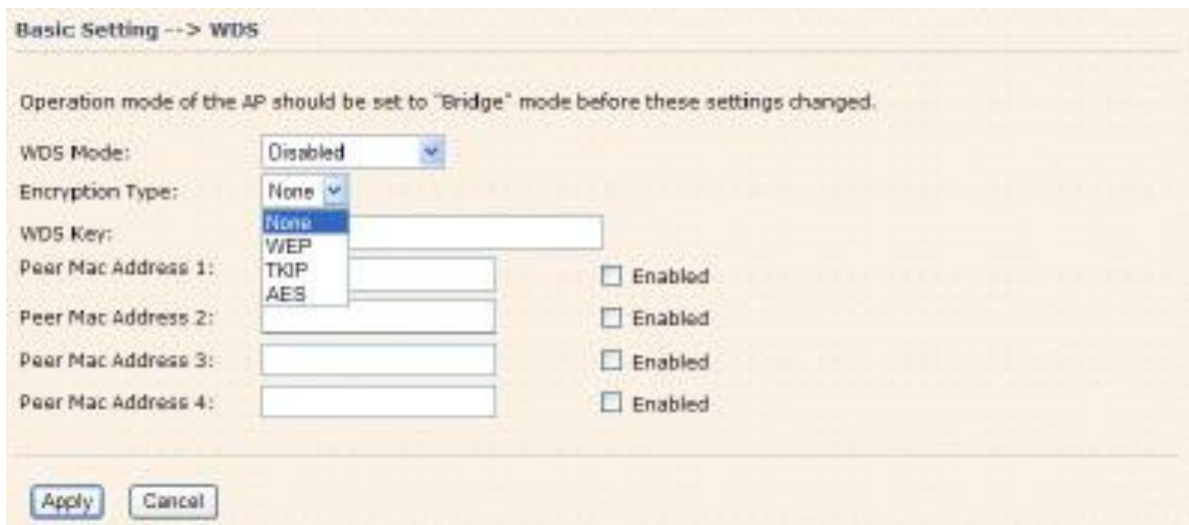 Basic Setting --> WDS
Operation mode of the AP should be set to "Bridge" mode before these settings changed.
WDS Mode: Disabled
Encryption Type: None
None
WDS Key:
WEP
Peer Mac Address 1: TKIP Enabled
AES
Peer Mac Address 2: Enabled
Peer Mac Address 3: Enabled
Peer Mac Address 4: Enabled
Apply Cancel